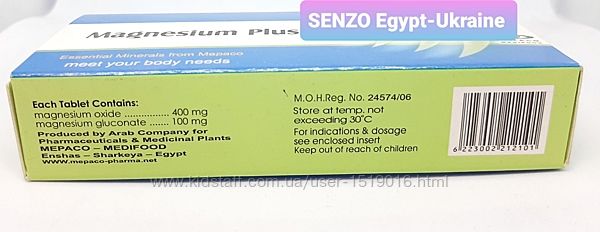 SENZO Egypt-Ukraine
Magnesium Plus
Essential Minerals from Mepaco
meet your body needs
Each Tablet Contains:
magnesium oxide ............... 400 mg
magnesium gluconate ...... 100 mg
Produced by Arab Company for
Pharmaceuticals & Medicinal Plants
MEPACO – MEDIFOOD
Enshas – Sharkeya – Egypt
www.mepaco-pharma.net
M.O.H.Reg. No. 24574/06
Store at temp. not
exceeding 30°C
For indications & dosage
see enclosed insert
Keep out of reach of children
6 223002 212101
www.kidstaff.com.ua/user-1519016.html